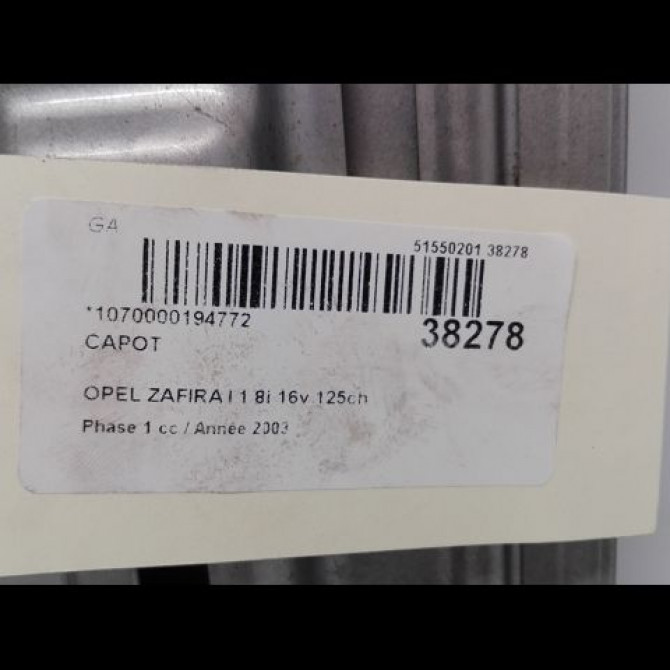 G4
51550201 38278
*1070000194772
38278
CAPOT
OPEL ZAFIRA I 1 8i 16v 125ch
Phase 1 cc / Année 2003